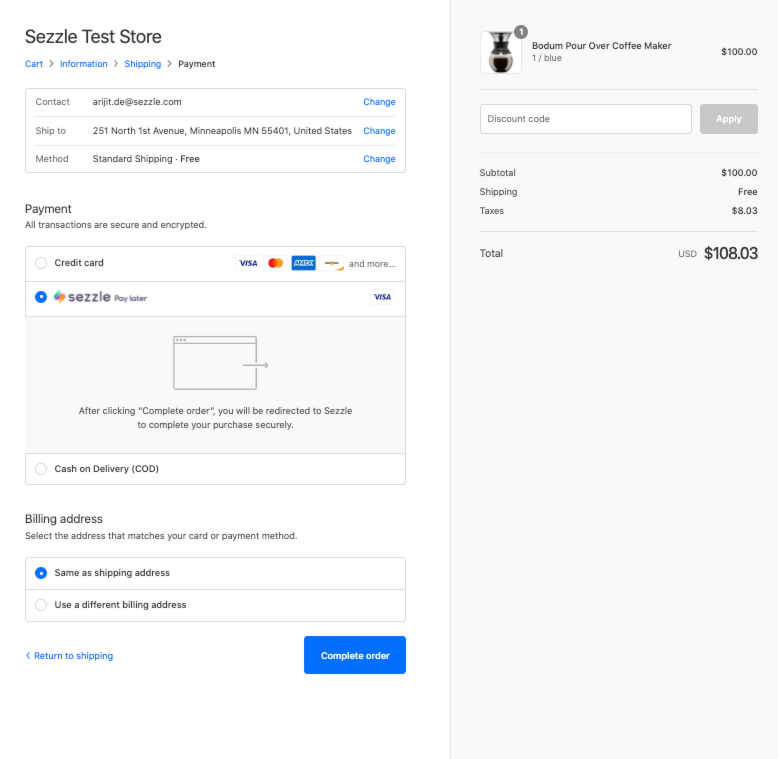 Sezzle Test Store
Cart > Information > Shipping > Payment
Contact arijit.de@sezzle.com Change
Ship to 251 North 1st Avenue, Minneapolis MN 55401, United States Change
Method Standard Shipping · Free Change
Payment
All transactions are secure and encrypted.
Credit card VISA AMEX and more...
sezzle Pay later VISA
After clicking “Complete order”, you will be redirected to Sezzle
to complete your purchase securely.
Cash on Delivery (COD)
Billing address
Select the address that matches your card or payment method.
Same as shipping address
Use a different billing address
< Return to shipping Complete order
1
Bodum Pour Over Coffee Maker $100.00
1 / blue
Discount code Apply
Subtotal $100.00
Shipping Free
Taxes $8.03
Total USD $108.03